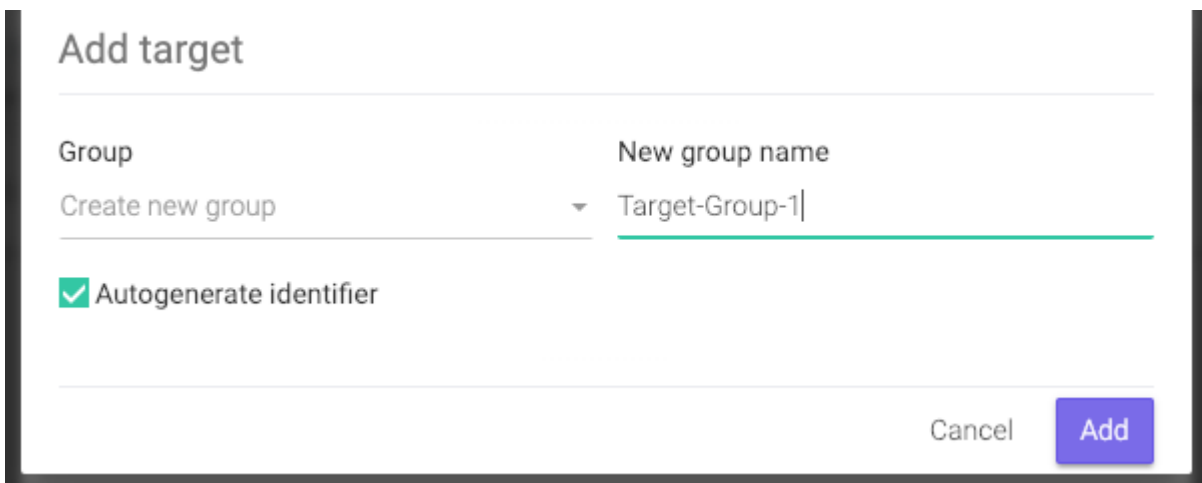 Add target
Group
New group name
Create new group
Target-Group-1
Autogenerate identifier
Cancel
Add